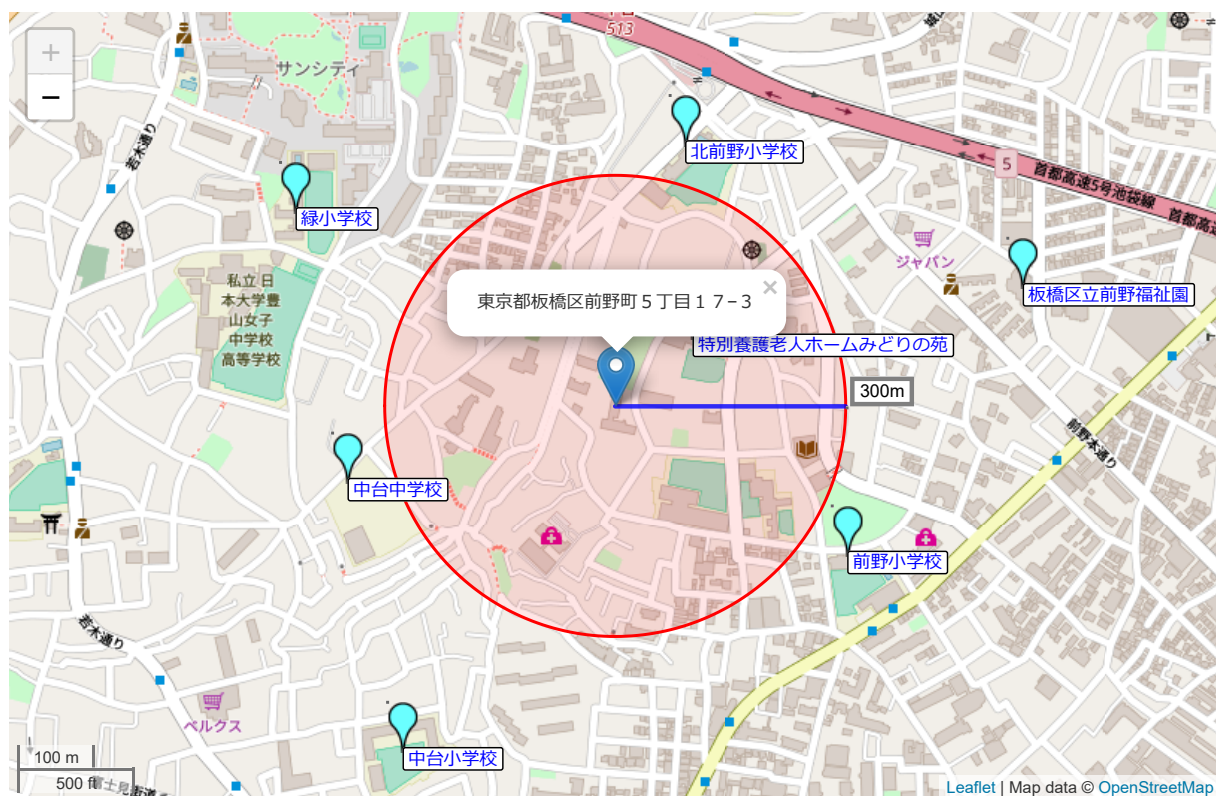 513
+
−
サンシティ
若木通り
北前野小学校
5
首都高速5号池袋線
緑小学校
ジャパン
私立 日
本大学豊
山女子
中学校
高等学校
板橋区立前野福祉園
東京都板橋区前野町5丁目17−3
×
特別養護老人ホームみどりの苑
300m
前野本通り
中台中学校
前野小学校
若木通り
ベルクス
中台小学校
100 m
500 ft
Leaflet | Map data © OpenStreetMap